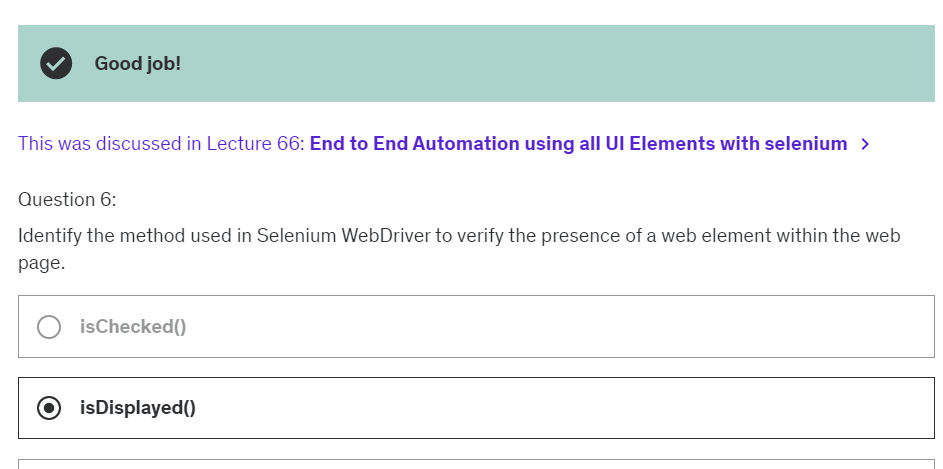 Good job!
This was discussed in Lecture 66: End to End Automation using all UI Elements with selenium >
Question 6:
Identify the method used in Selenium WebDriver to verify the presence of a web element within the web
page.
isChecked()
isDisplayed()